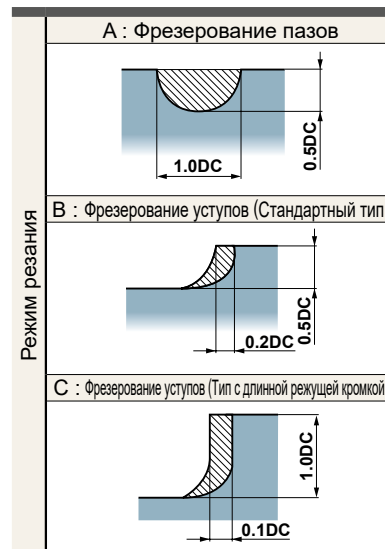 Режим резания
A : Фрезерование пазов
0.5DC
1.0DC
B : Фрезерование уступов (Стандартный тип
0.5DC
0.2DC
C : Фрезерование уступов (Тип с длинной режущей кромкой
1.0DC
0.1DC